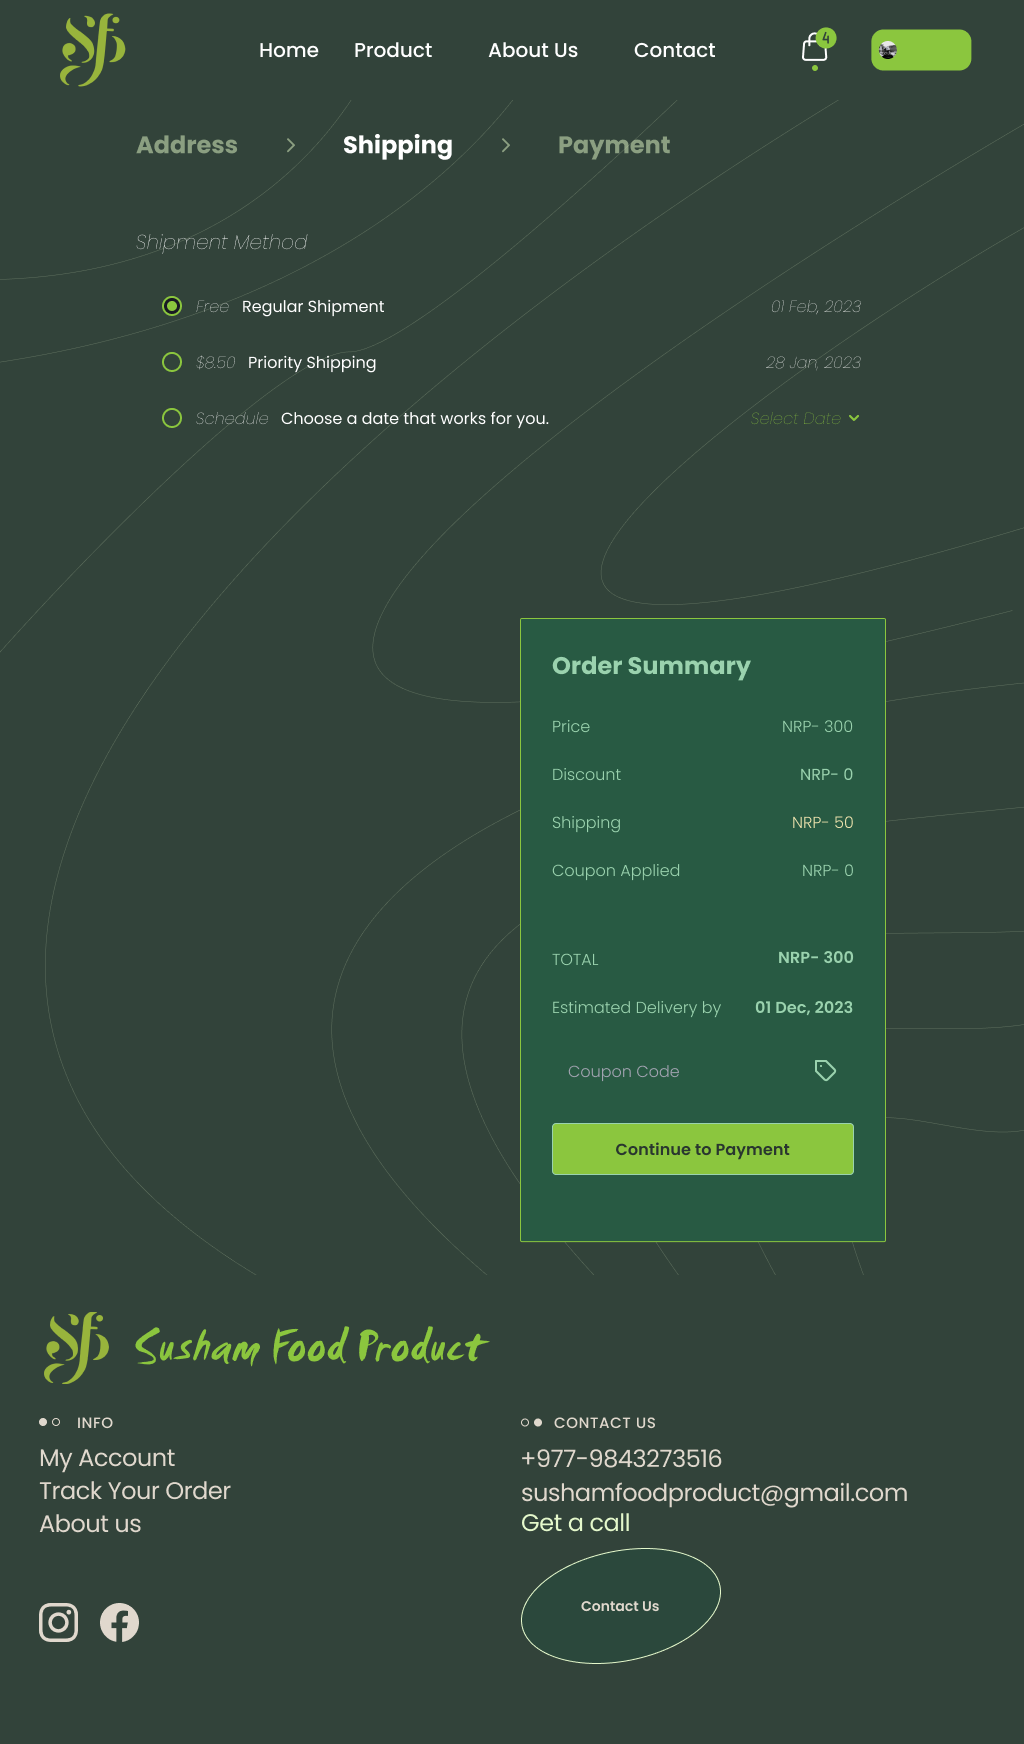 Home Product About Us Contact 4
Address > Shipping > Payment
Shipment Method
Free Regular Shipment 01 Feb, 2023
$8.50 Priority Shipping 28 Jan, 2023
Schedule Choose a date that works for you. Select Date
Order Summary
Price NRP- 300
Discount NRP- 0
Shipping NRP- 50
Coupon Applied NRP- 0
TOTAL NRP- 300
Estimated Delivery by 01 Dec, 2023
Coupon Code
Continue to Payment
Susham Food Product
INFO
My Account
Track Your Order
About us
CONTACT US
+977-9843273516
sushamfoodproduct@gmail.com
Get a call
Contact Us